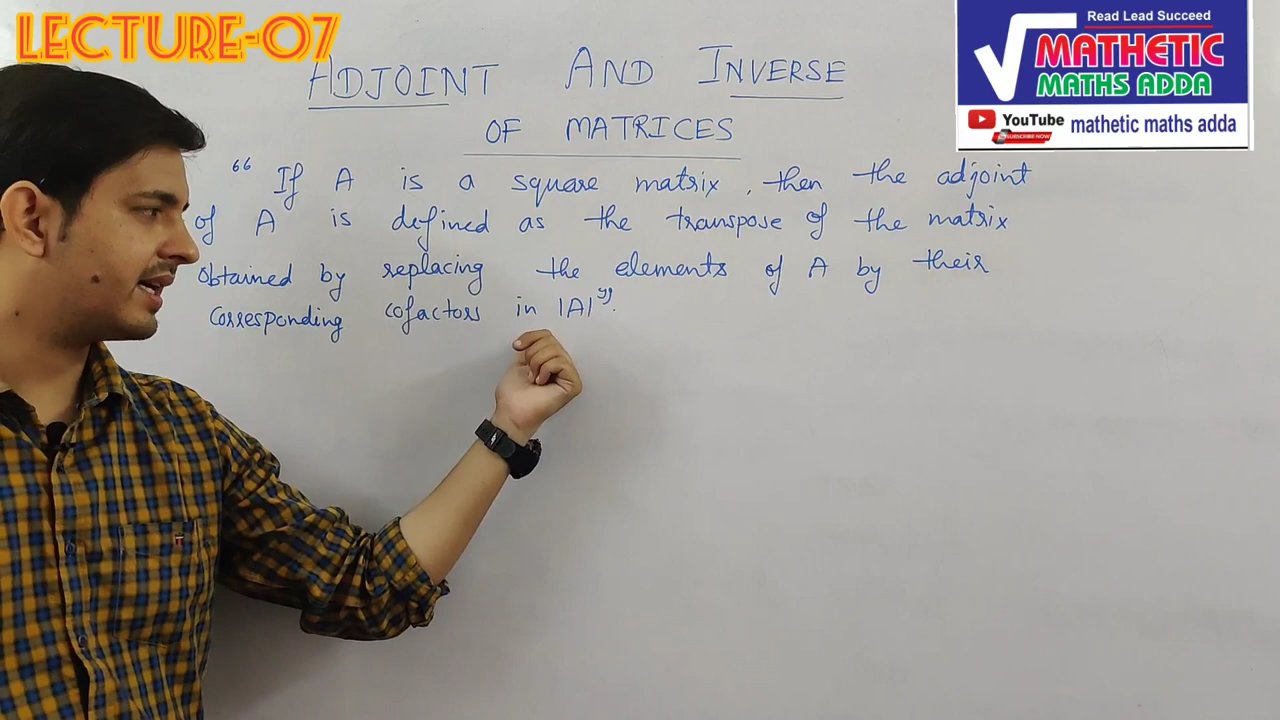 LECTURE-07
Read Lead Succeed
MATHETIC
MATHS ADDA
YouTube
SUBSCRIBE NOW
mathetic maths adda
ADJOINT AND INVERSE
OF MATRICES
“ If A is a square matrix, then the adjoint
of A is defined as the transpose of the matrix
obtained by replacing the elements of A by their
corresponding cofactors in |A|”.